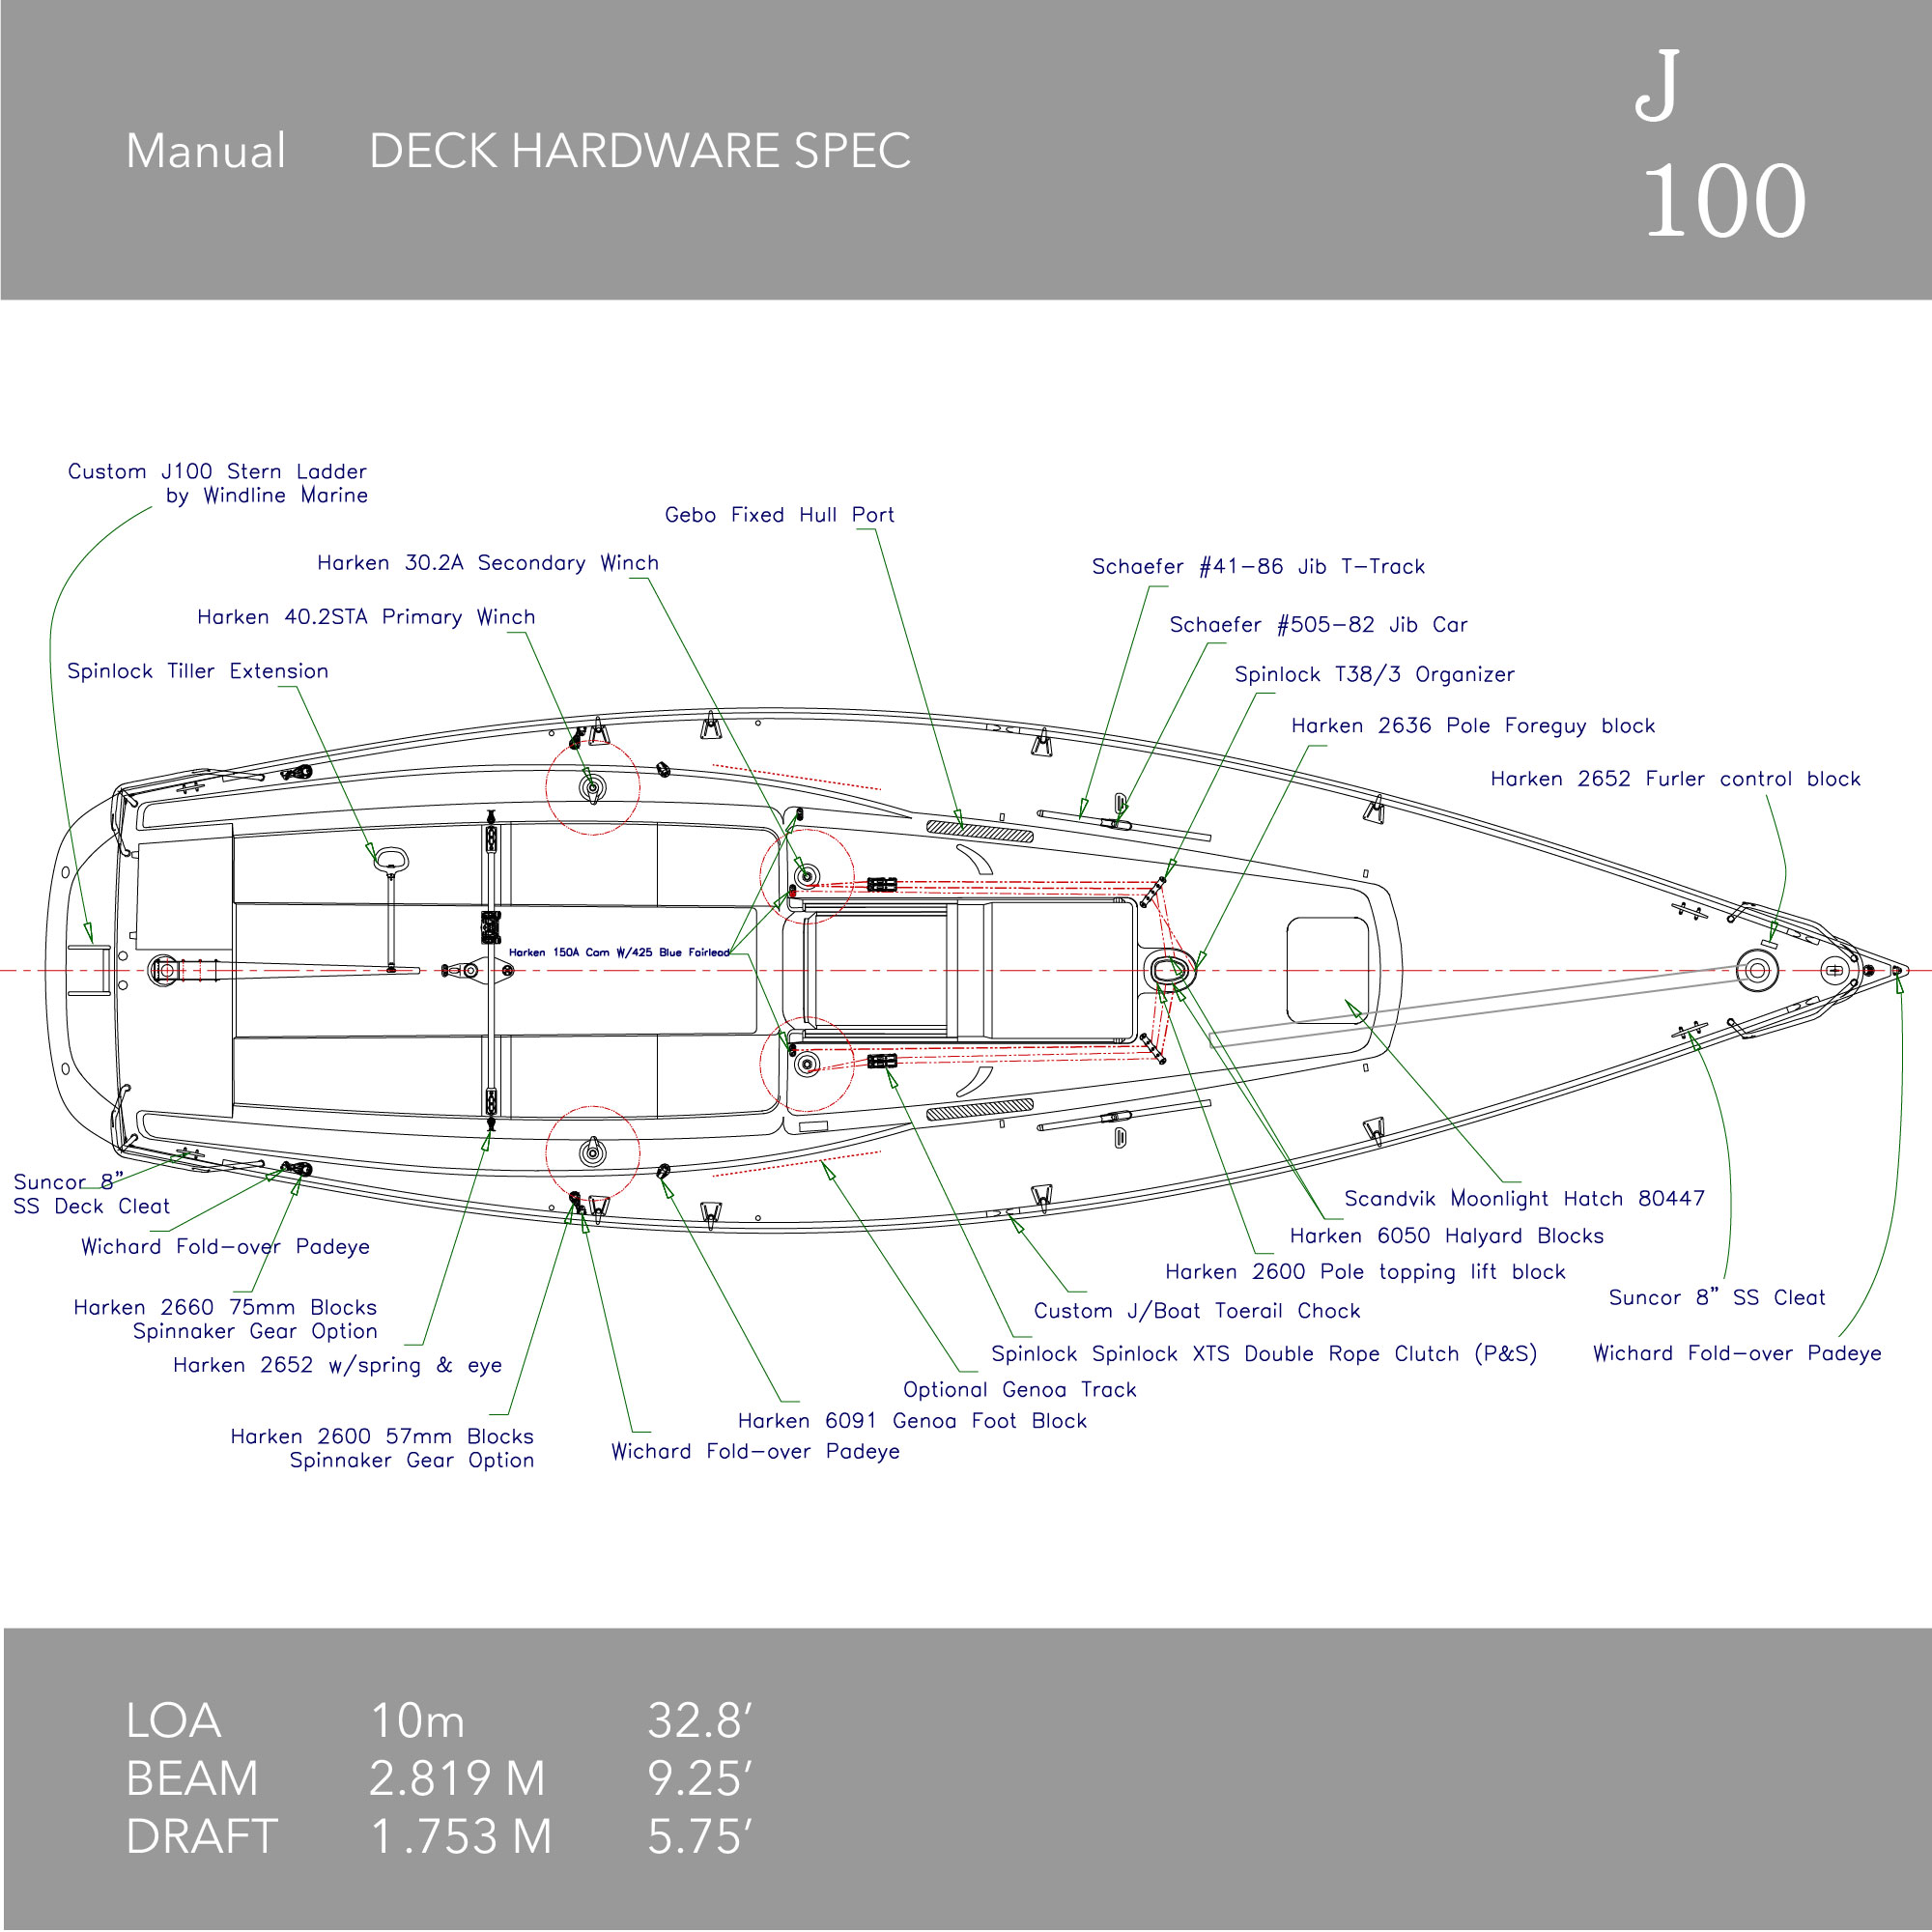 J
100
Manual DECK HARDWARE SPEC
Custom J100 Stern Ladder
by Windline Marine
Gebo Fixed Hull Port
Harken 30.2A Secondary Winch
Schaefer #41-86 Jib T-Track
Harken 40.2STA Primary Winch
Schaefer #505-82 Jib Car
Spinlock Tiller Extension
Spinlock T38/3 Organizer
Harken 2636 Pole Foreguy block
Harken 2652 Furler control block
Harken 150A Cam W/425 Blue Fairlead
Suncor 8”
SS Deck Cleat
Scandvik Moonlight Hatch 80447
Wichard Fold-over Padeye
Harken 6050 Halyard Blocks
Harken 2600 Pole topping lift block
Suncor 8” SS Cleat
Harken 2660 75mm Blocks
Spinnaker Gear Option
Custom J/Boat Toerail Chock
Harken 2652 w/spring & eye
Spinlock Spinlock XTS Double Rope Clutch (P&S)
Wichard Fold-over Padeye
Optional Genoa Track
Harken 6091 Genoa Foot Block
Harken 2600 57mm Blocks
Spinnaker Gear Option
Wichard Fold-over Padeye
LOA 10m 32.8’
BEAM 2.819 M 9.25’
DRAFT 1.753 M 5.75’